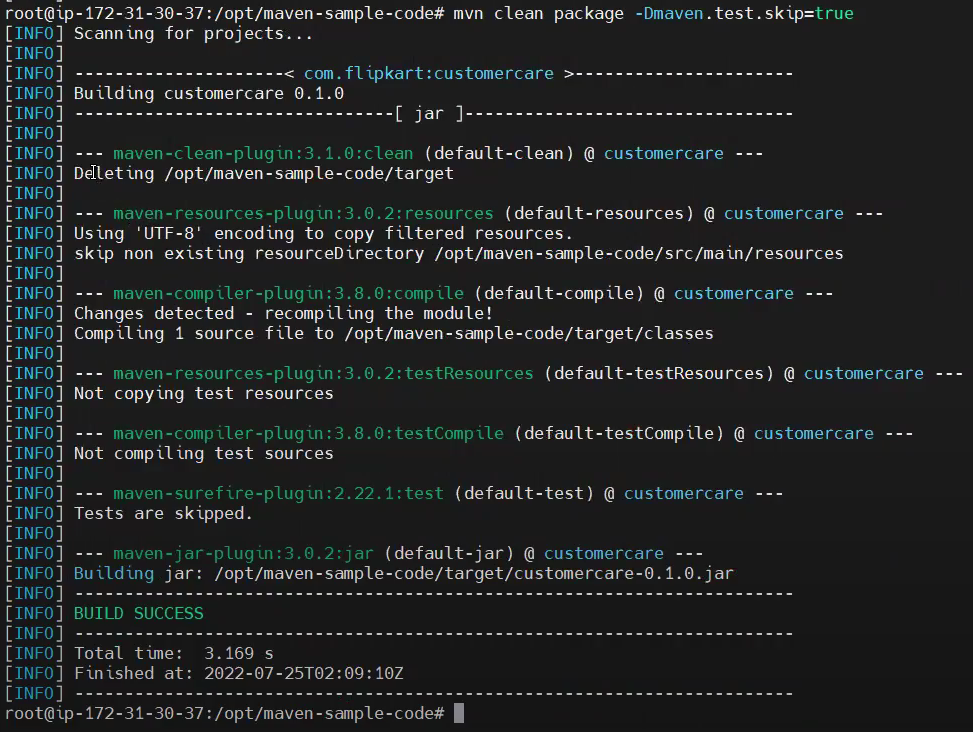 root@ip-172-31-30-37:/opt/maven-sample-code# mvn clean package -Dmaven.test.skip=true
[INFO] Scanning for projects...
[INFO]
[INFO] ---------------------< com.flipkart:customercare >----------------------
[INFO] Building customercare 0.1.0
[INFO] --------------------------------[ jar ]---------------------------------
[INFO]
[INFO] --- maven-clean-plugin:3.1.0:clean (default-clean) @ customercare ---
[INFO] Deleting /opt/maven-sample-code/target
[INFO]
[INFO] --- maven-resources-plugin:3.0.2:resources (default-resources) @ customercare ---
[INFO] Using 'UTF-8' encoding to copy filtered resources.
[INFO] skip non existing resourceDirectory /opt/maven-sample-code/src/main/resources
[INFO]
[INFO] --- maven-compiler-plugin:3.8.0:compile (default-compile) @ customercare ---
[INFO] Changes detected - recompiling the module!
[INFO] Compiling 1 source file to /opt/maven-sample-code/target/classes
[INFO]
[INFO] --- maven-resources-plugin:3.0.2:testResources (default-testResources) @ customercare ---
[INFO] Not copying test resources
[INFO]
[INFO] --- maven-compiler-plugin:3.8.0:testCompile (default-testCompile) @ customercare ---
[INFO] Not compiling test sources
[INFO]
[INFO] --- maven-surefire-plugin:2.22.1:test (default-test) @ customercare ---
[INFO] Tests are skipped.
[INFO]
[INFO] --- maven-jar-plugin:3.0.2:jar (default-jar) @ customercare ---
[INFO] Building jar: /opt/maven-sample-code/target/customercare-0.1.0.jar
[INFO] ------------------------------------------------------------------------
[INFO] BUILD SUCCESS
[INFO] ------------------------------------------------------------------------
[INFO] Total time:  3.169 s
[INFO] Finished at: 2022-07-25T02:09:10Z
[INFO] ------------------------------------------------------------------------
root@ip-172-31-30-37:/opt/maven-sample-code#